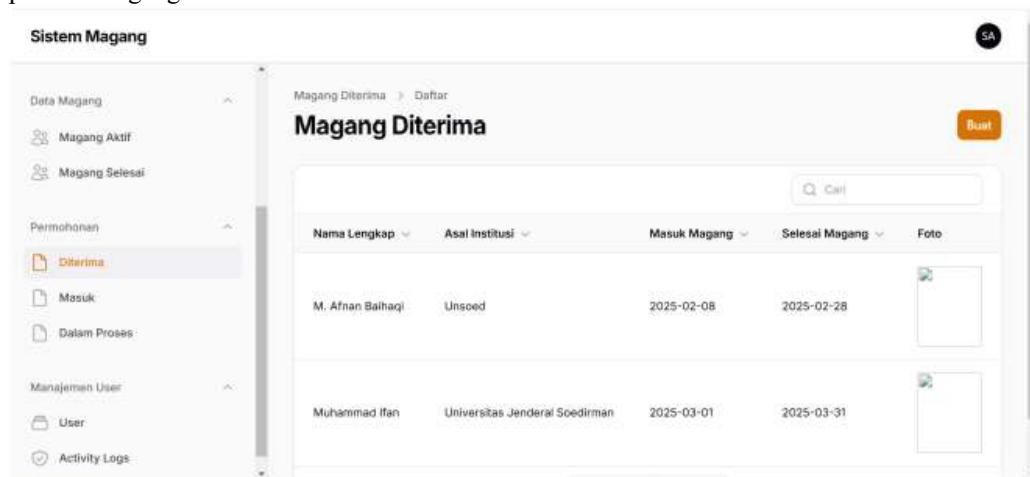 Sistem Magang
SA
Data Magang
Magang Aktif
Magang Selesai
Permohonan
Diterima
Masuk
Dalam Proses
Manajemen User
User
Activity Logs
Magang Diterima > Daftar
Magang Diterima
Buat
Cari
Nama Lengkap Asal Institusi Masuk Magang Selesai Magang Foto
M. Afnan Baihaqi Unsoed 2025-02-08 2025-02-28
Muhammad Ifan Universitas Jenderal Soedirman 2025-03-01 2025-03-31